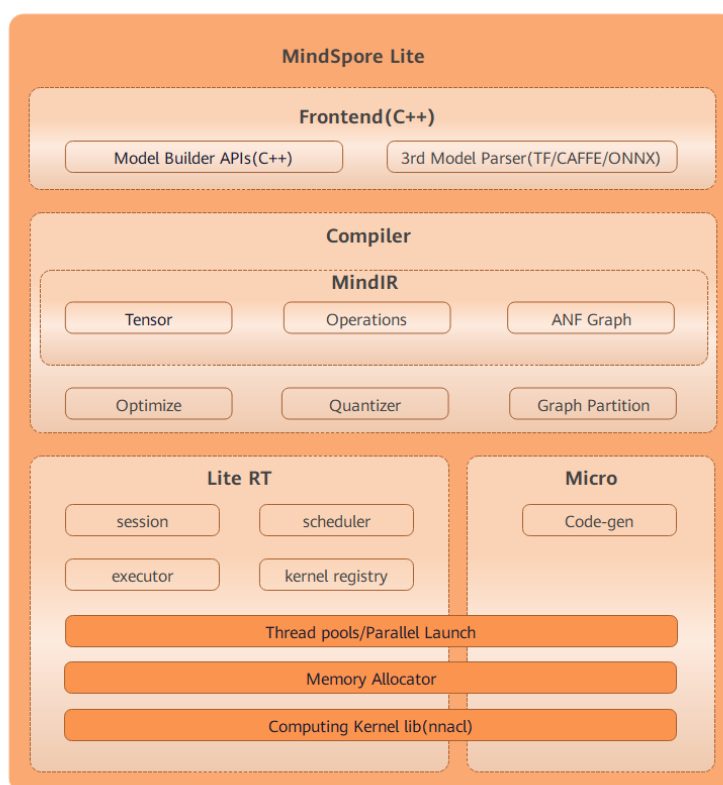 MindSpore Lite
Frontend(C++)
Model Builder APIs(C++)
3rd Model Parser(TF/CAFFE/ONNX)
Compiler
MindIR
Tensor
Operations
ANF Graph
Optimize
Quantizer
Graph Partition
Lite RT
session
scheduler
executor
kernel registry
Micro
Code-gen
Thread pools/Parallel Launch
Memory Allocator
Computing Kernel lib(nnacl)